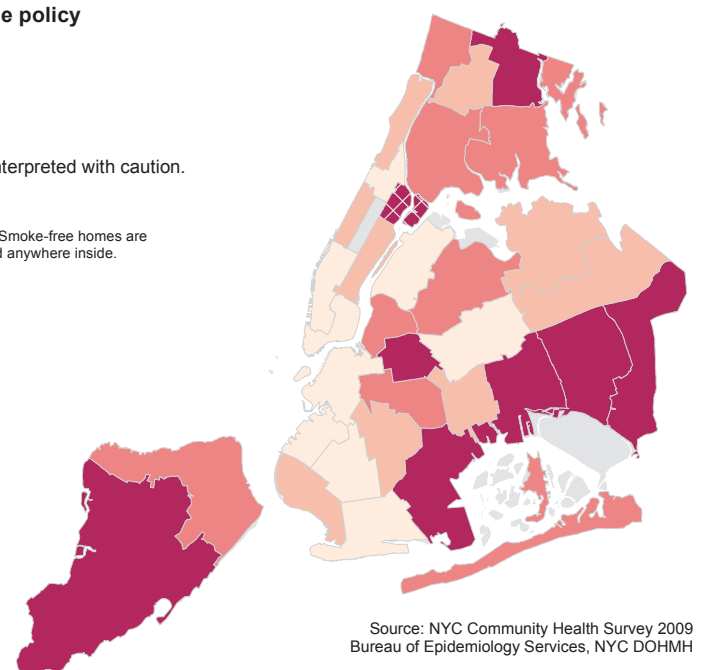 e policy
nterpreted with caution.
Smoke-free homes are
d anywhere inside.
Source: NYC Community Health Survey 2009
Bureau of Epidemiology Services, NYC DOHMH